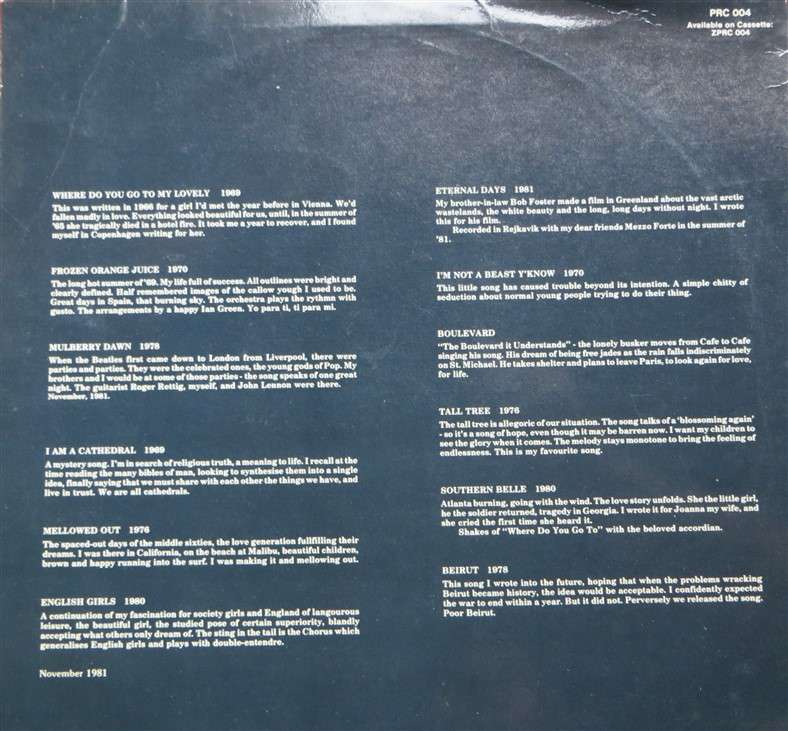 PRC 004
Available on Cassette:
ZPRC 004
WHERE DO YOU GO TO MY LOVELY 1969
This was written in 1966 for a girl I'd met the year before in Vienna. We'd
fallen madly in love. Everything looked beautiful for us, until, in the summer of
'65 she tragically died in a hotel fire. It took me a year to recover, and I found
myself in Copenhagen writing for her.
FROZEN ORANGE JUICE 1970
The long hot summer of '69. My life full of success. All outlines were bright and
clearly defined. Half remembered images of the callow yough I used to be.
Great days in Spain, that burning sky. The orchestra plays the rythmn with
gusto. The arrangements by a happy Ian Green. Yo para ti, ti para mi.
MULBERRY DAWN 1978
When the Beatles first came down to London from Liverpool, there were
parties and parties. They were the celebrated ones, the young gods of Pop. My
brothers and I would be at some of those parties - the song speaks of one great
night. The guitarist Roger Rettig, myself, and John Lennon were there.
November, 1981.
I AM A CATHEDRAL 1969
A mystery song. I'm in search of religious truth, a meaning to life. I recall at the
time reading the many bibles of man, looking to synthesise them into a single
idea, finally saying that we must share with each other the things we have, and
live in trust. We are all cathedrals.
MELLOWED OUT 1976
The spaced-out days of the middle sixties, the love generation fullfilling their
dreams. I was there in California, on the beach at Malibu, beautiful children,
brown and happy running into the surf. I was making it and mellowing out.
ENGLISH GIRLS 1980
A continuation of my fascination for society girls and England of langourous
leisure, the beautiful girl, the studied pose of certain superiority, blandly
accepting what others only dream of. The sting in the tail is the Chorus which
generalises English girls and plays with double-entendre.
November 1981
ETERNAL DAYS 1981
My brother-in-law Bob Foster made a film in Greenland about the vast arctic
wastelands, the white beauty and the long, long days without night. I wrote
this for his film.
Recorded in Rejkavik with my dear friends Mezzo Forte in the summer of
'81.
I'M NOT A BEAST Y'KNOW 1970
This little song has caused trouble beyond its intention. A simple chitty of
seduction about normal young people trying to do their thing.
BOULEVARD
"The Boulevard it Understands" - the lonely busker moves from Cafe to Cafe
singing his song. His dream of being free jades as the rain falls indiscriminately
on St. Michael. He takes shelter and plans to leave Paris, to look again for love,
for life.
TALL TREE 1976
The tall tree is allegoric of our situation. The song talks of a 'blossoming again'
- so it's a song of hope, even though it may be barren now. I want my children to
see the glory when it comes. The melody stays monotone to bring the feeling of
endlessness. This is my favourite song.
SOUTHERN BELLE 1980
Atlanta burning, going with the wind. The love story unfolds. She the little girl,
he the soldier returned, tragedy in Georgia. I wrote it for Joanna my wife, and
she cried the first time she heard it.
Shakes of "Where Do You Go To" with the beloved accordian.
BEIRUT 1978
This song I wrote into the future, hoping that when the problems wracking
Beirut became history, the idea would be acceptable. I confidently expected
the war to end within a year. But it did not. Perversely we released the song.
Poor Beirut.